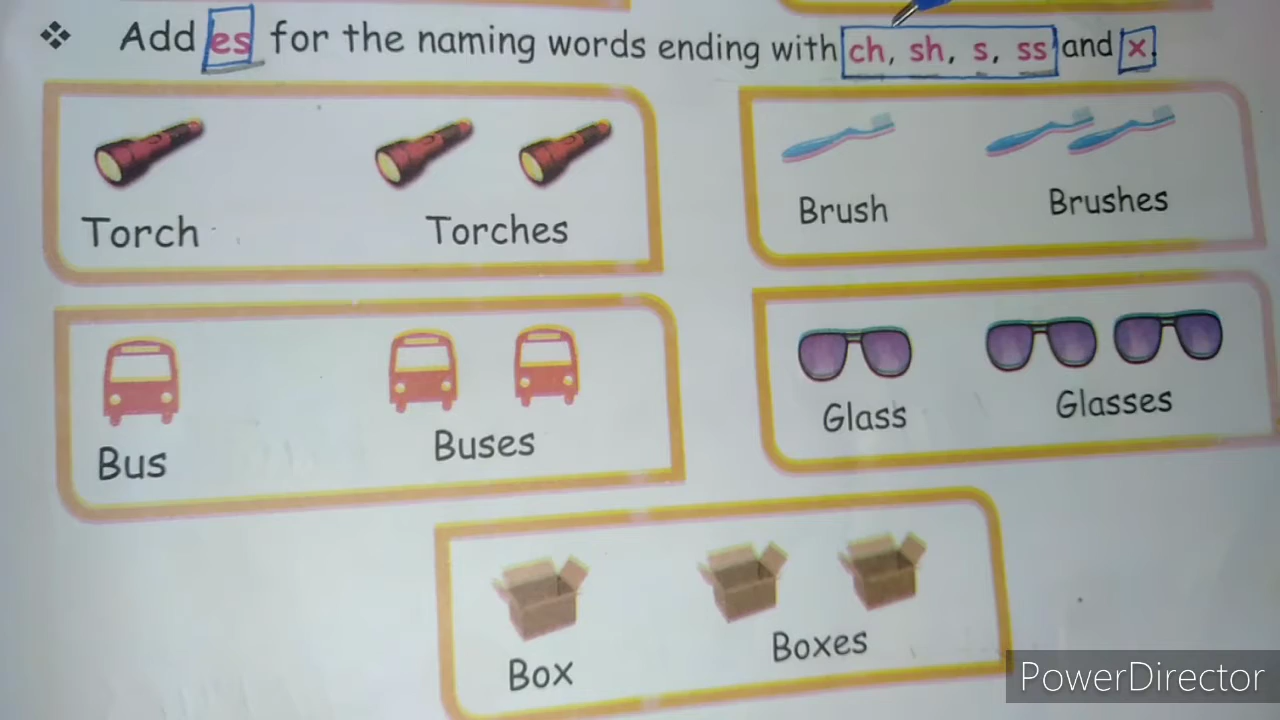 ❖ Add es for the naming words ending with ch, sh, s, ss and x.
Torch Torches
Brush Brushes
Bus Buses
Glass Glasses
Box Boxes
PowerDirector